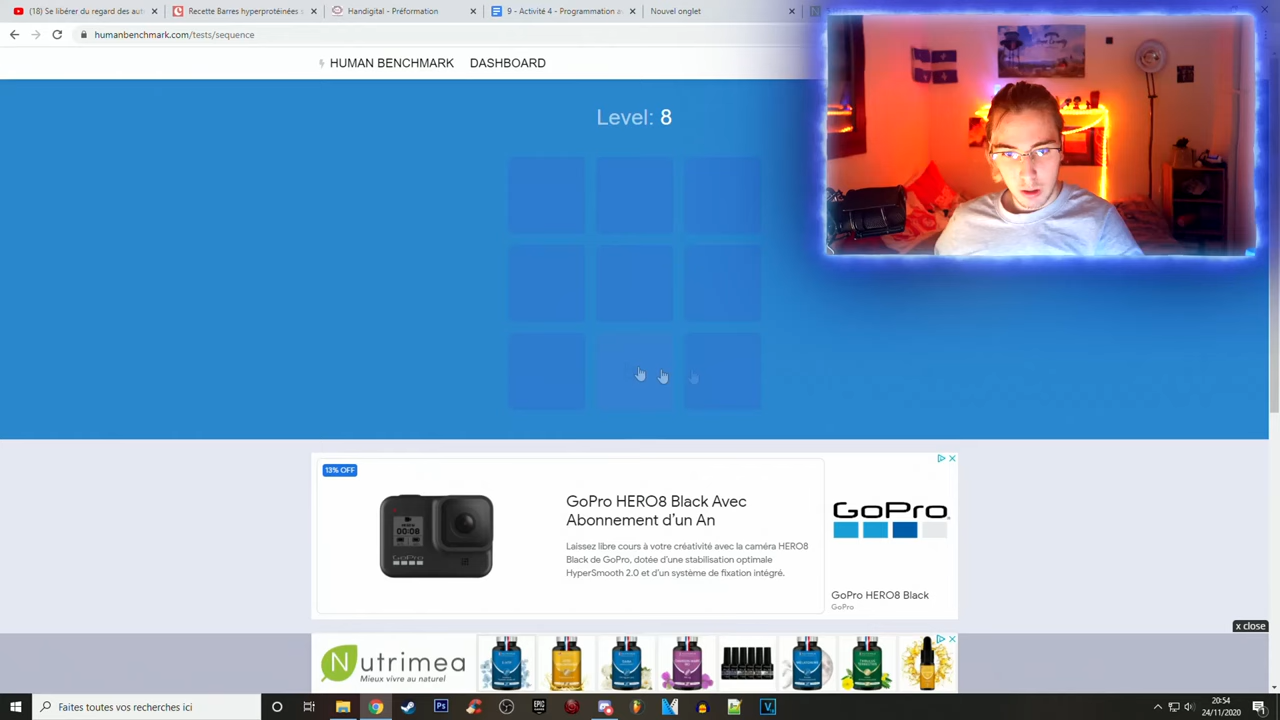 (18) Se libérer du regard des aut
Recette Barres hyperprotéinées s
Handigital - Préformation
9 - Activité 4 - Programmation av
Nouvel onglet
humanbenchmark.com/tests/sequence
HUMAN BENCHMARK
DASHBOARD
Level: 8
13% OFF
GoPro HERO8 Black Avec
Abonnement d'un An
Laissez libre cours à votre créativité avec la caméra HERO8
Black de GoPro, dotée d'une stabilisation optimale
HyperSmooth 2.0 et d'un système de fixation intégré.
GoPro
GoPro HERO8 Black
GoPro
x close
Nutrimea
Mieux vivre au naturel
Faites toutes vos recherches ici
20:54
24/11/2020